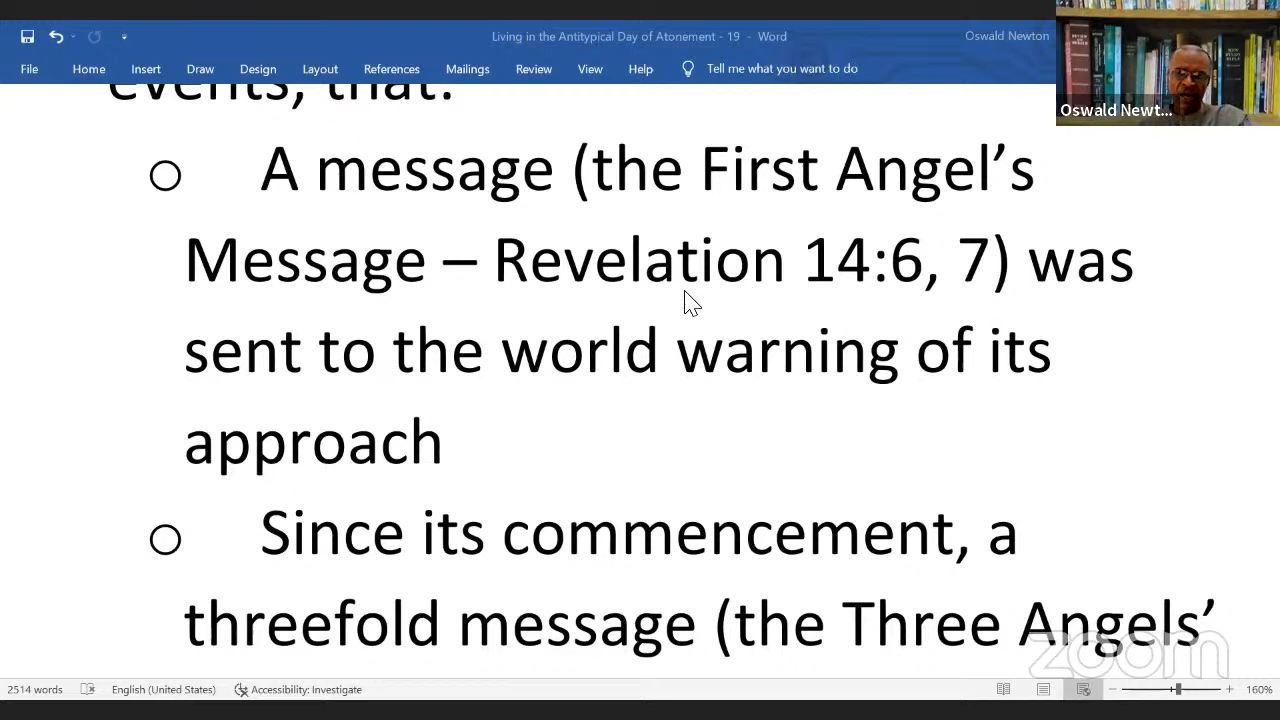 Living in the Antitypical Day of Atonement - 19 - Word
Oswald Newton
File Home Insert Draw Design Layout References Mailings Review View Help Tell me what you want to do
Oswald Newt...
events, that:
o A message (the First Angel’s
Message – Revelation 14:6, 7) was
sent to the world warning of its
approach
o Since its commencement, a
threefold message (the Three Angels’
zoom
2514 words English (United States) Accessibility: Investigate 160%